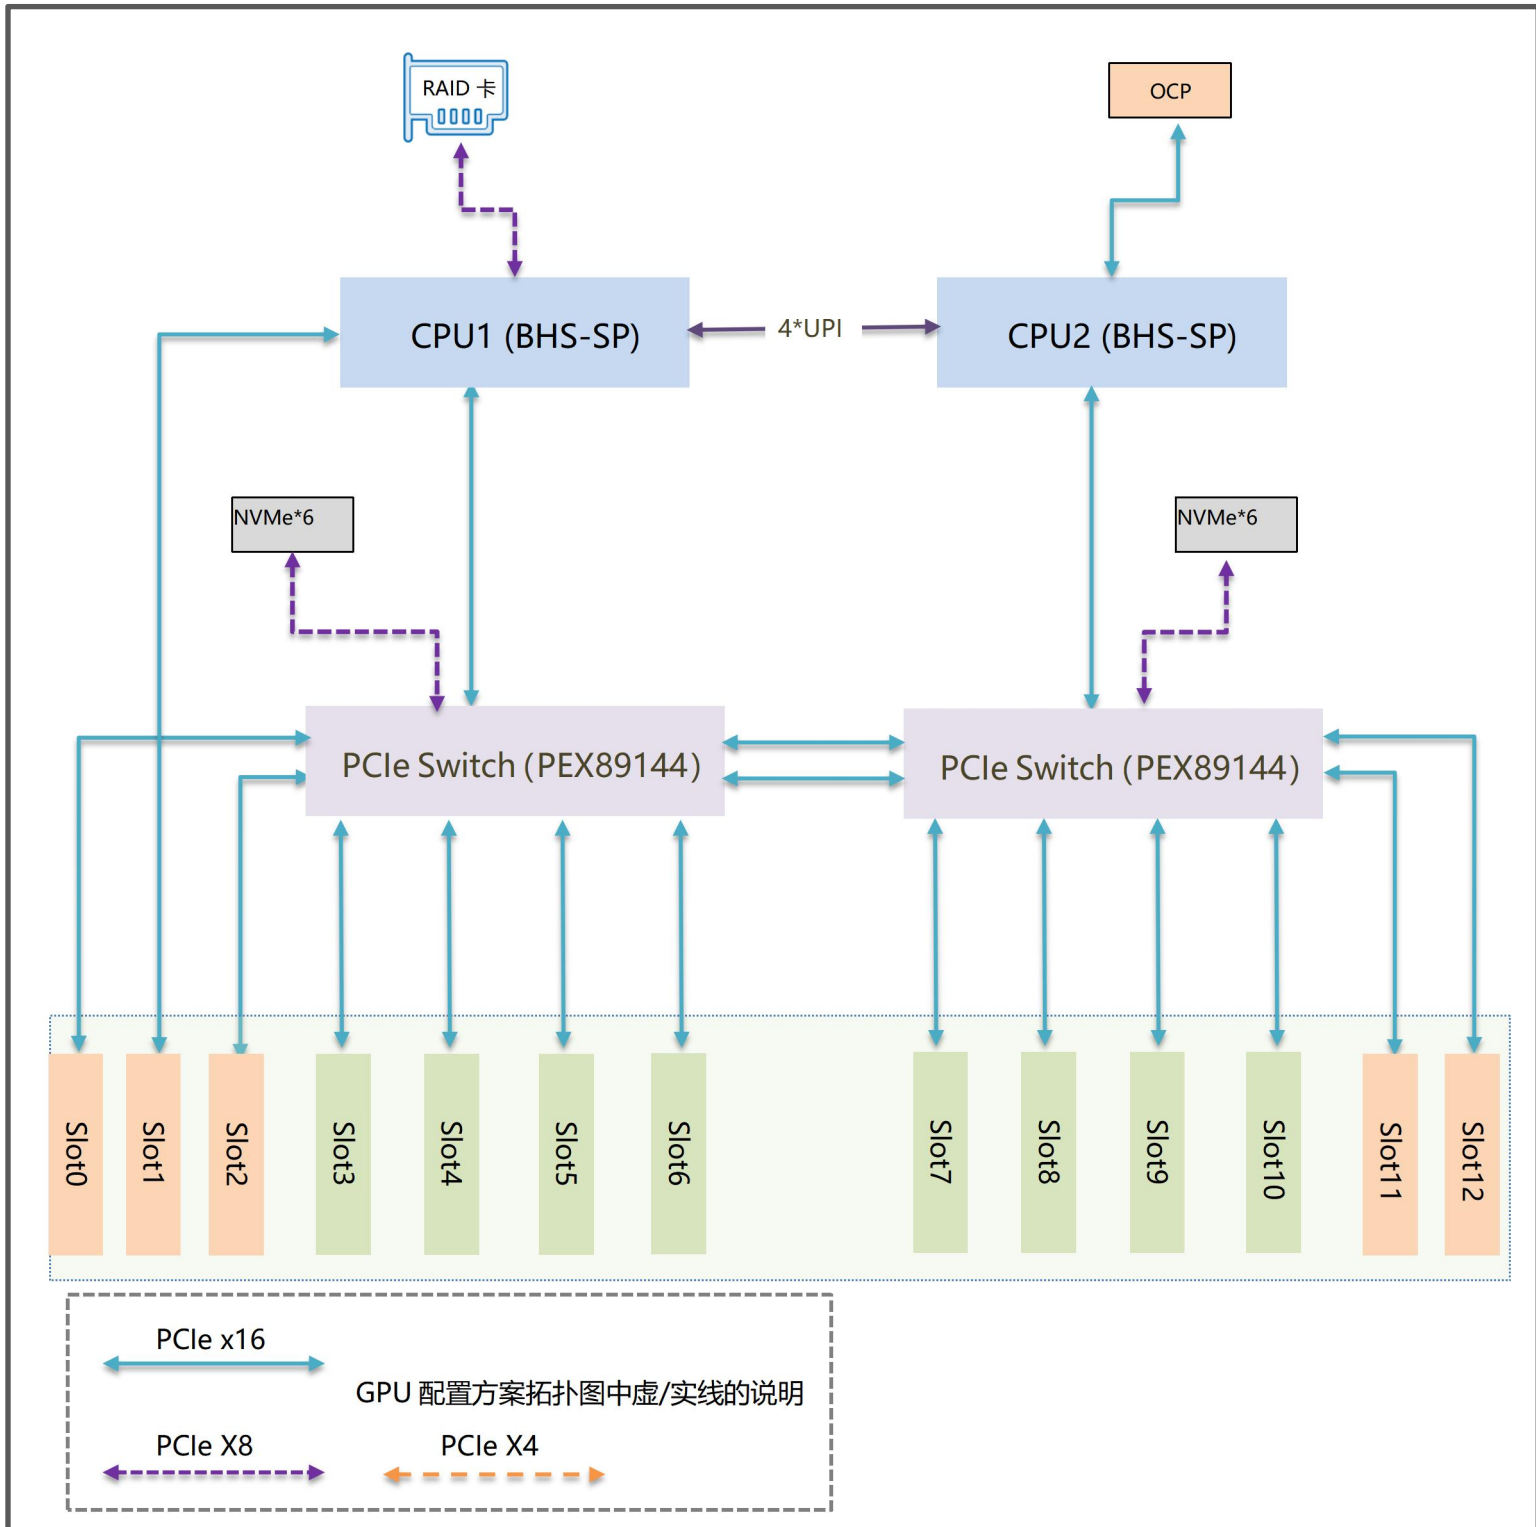 RAID 卡
OCP
CPU1 (BHS-SP)
4*UPI
CPU2 (BHS-SP)
NVMe*6
NVMe*6
PCIe Switch (PEX89144)
PCIe Switch (PEX89144)
Slot0
Slot1
Slot2
Slot3
Slot4
Slot5
Slot6
Slot7
Slot8
Slot9
Slot10
Slot11
Slot12
PCIe x16
GPU 配置方案拓扑图中虚/实线的说明
PCIe X8
PCIe X4